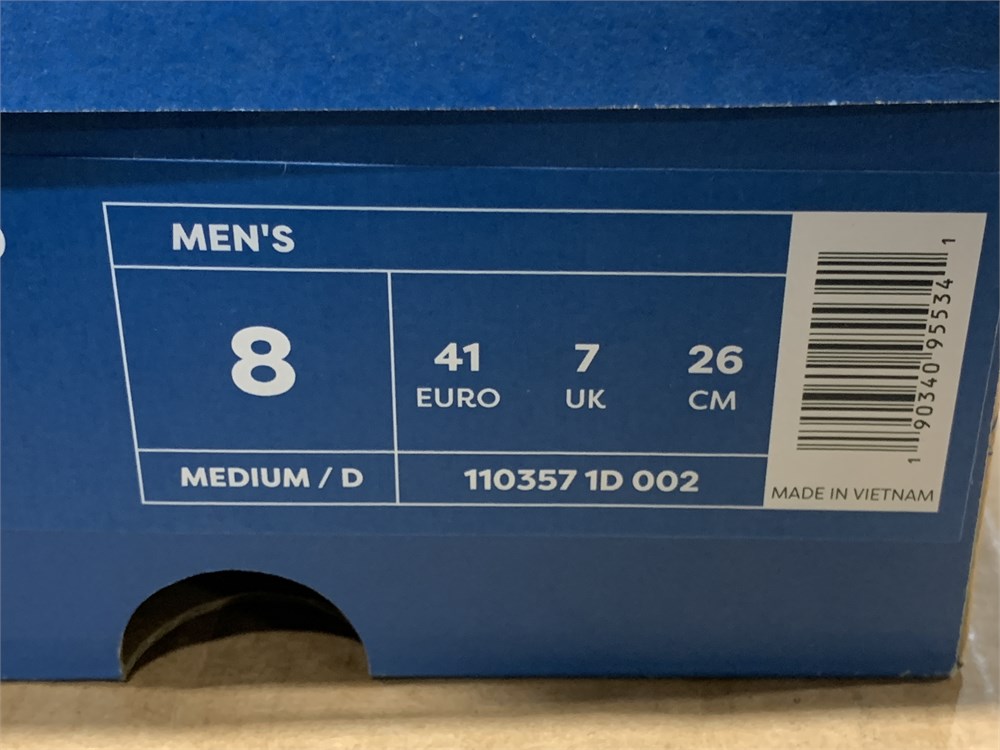 MEN'S
8
41 7 26
EURO UK CM
MEDIUM / D
110357 1D 002
1 90340 95534 1
MADE IN VIETNAM